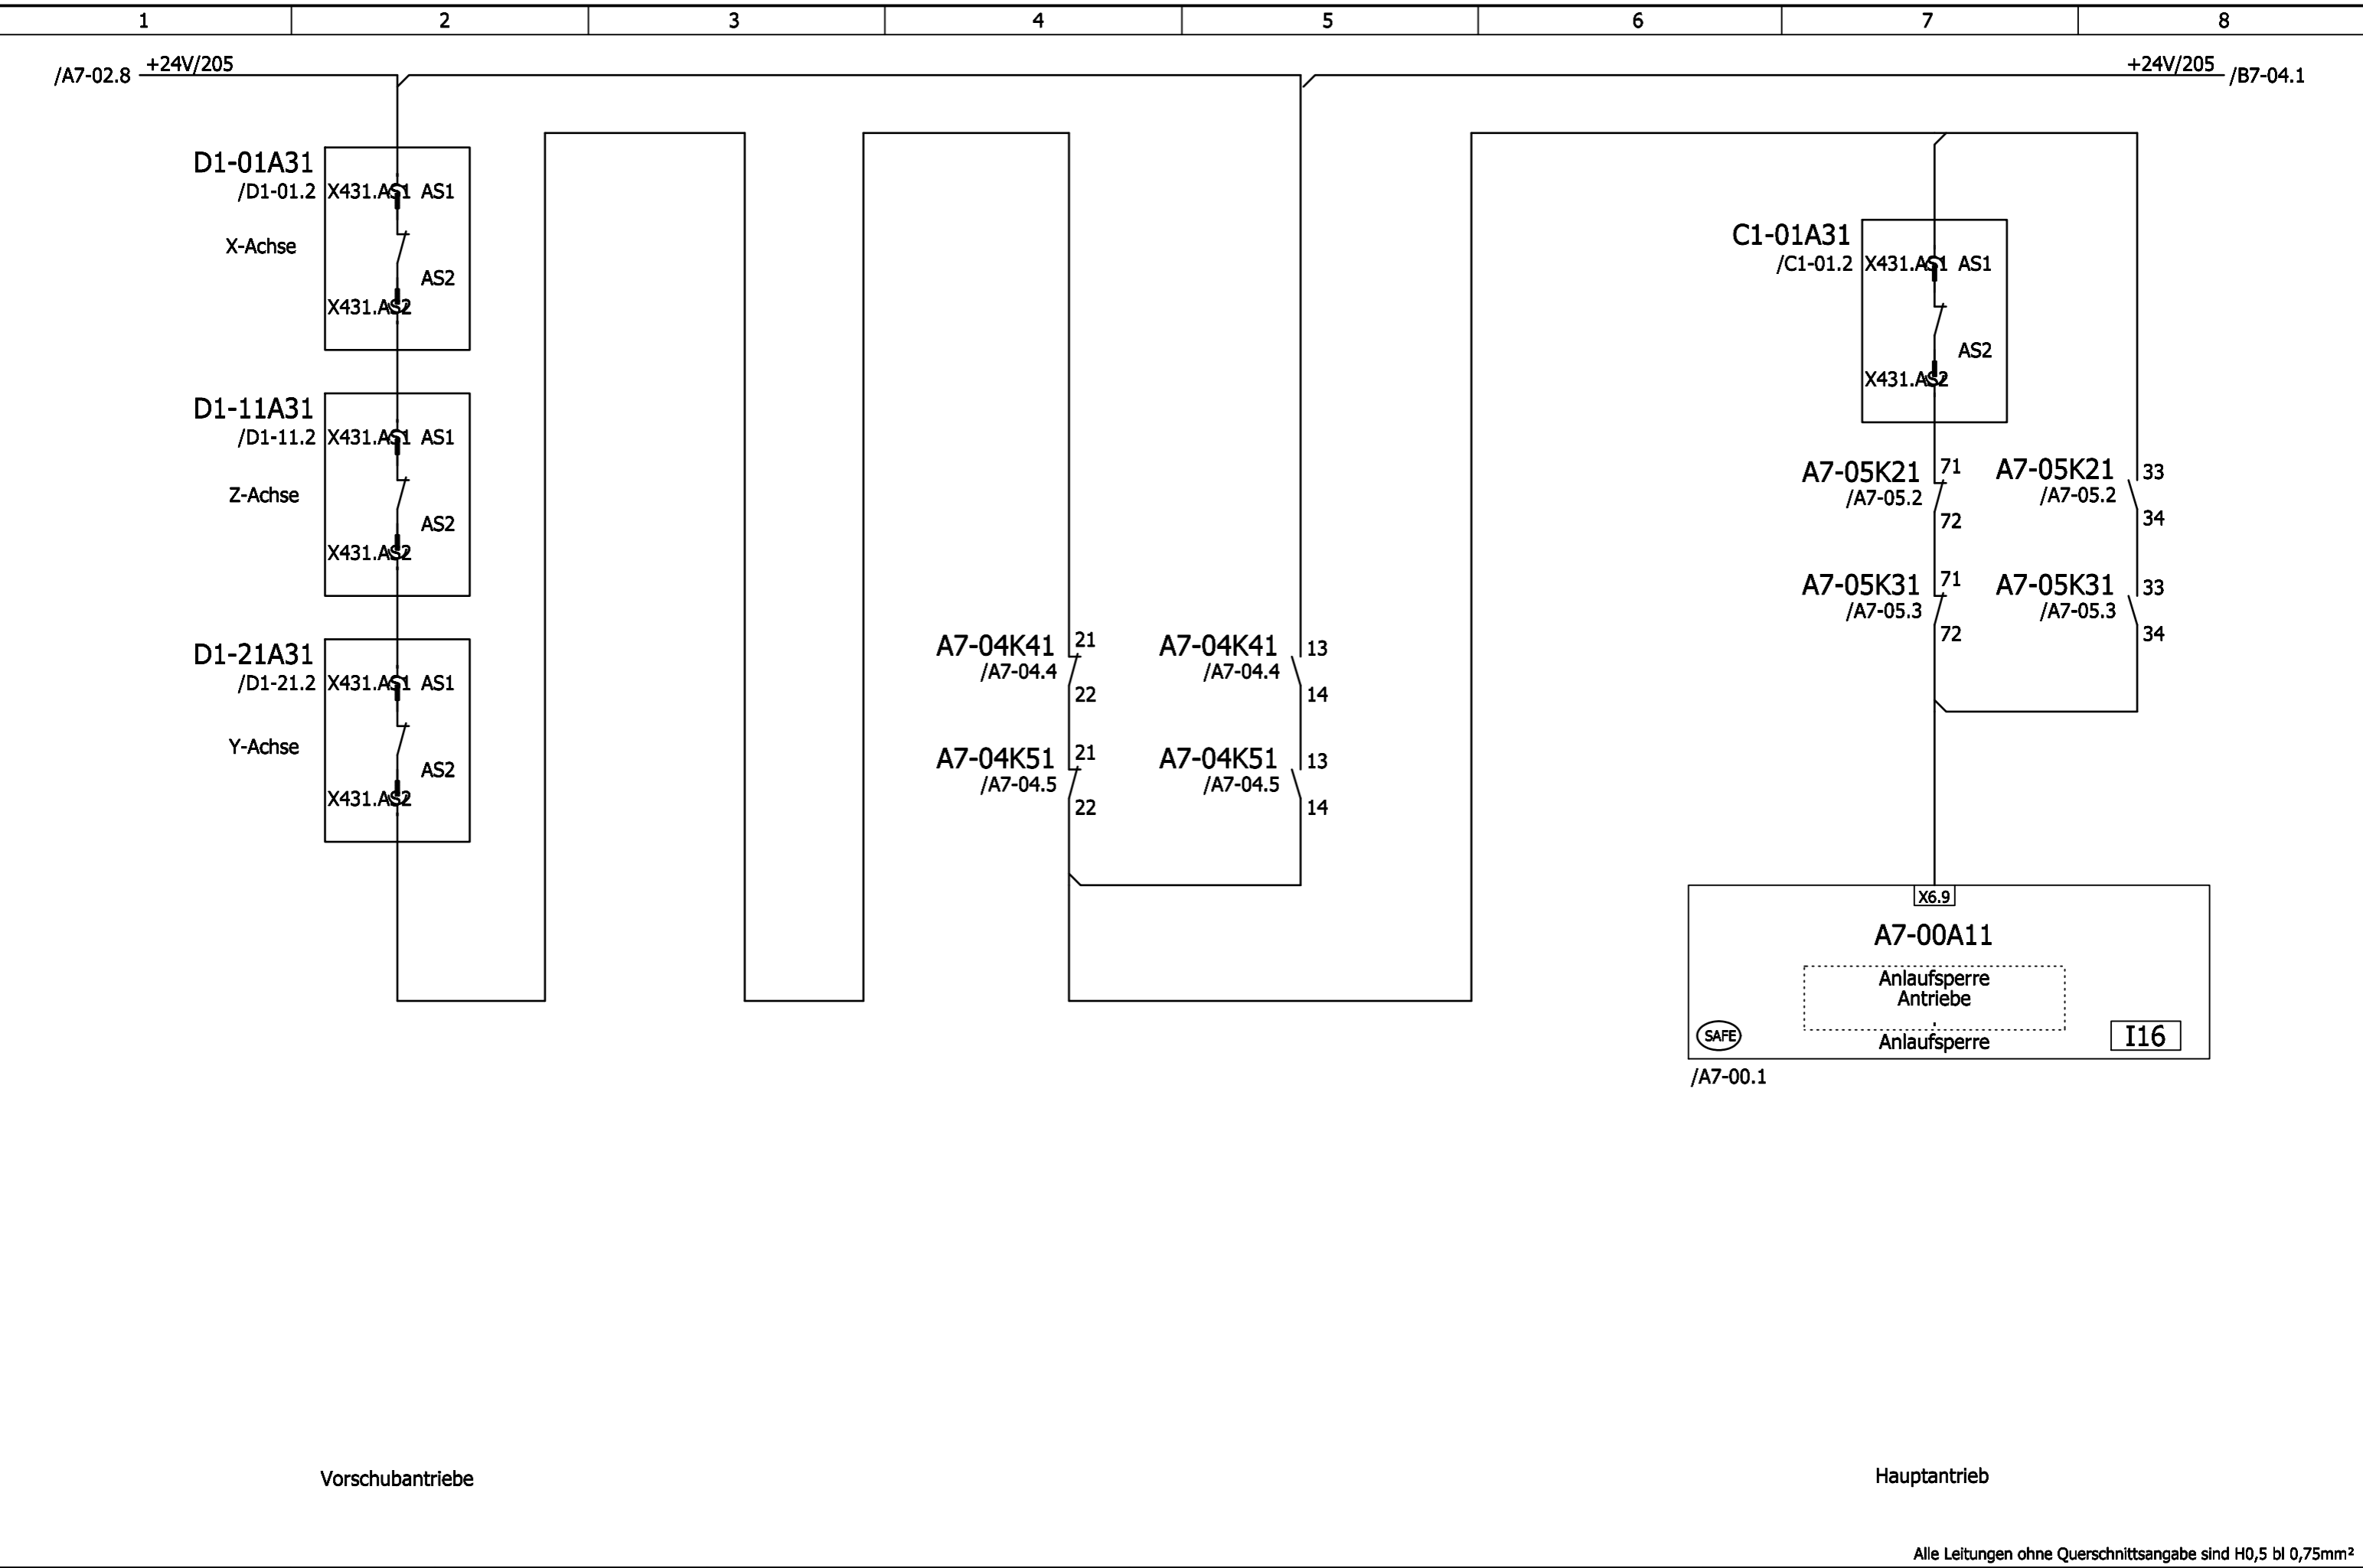 1 2 3 4 5 6 7 8
/A7-02.8 +24V/205 +24V/205 /B7-04.1
D1-01A31
/D1-01.2 X431.AS1 AS1
X-Achse
AS2
X431.AS2
D1-11A31
/D1-11.2 X431.AS1 AS1
Z-Achse
AS2
X431.AS2
D1-21A31
/D1-21.2 X431.AS1 AS1
Y-Achse
AS2
X431.AS2
A7-04K41 21
/A7-04.4
22
A7-04K51 21
/A7-04.5
22
A7-04K41 13
/A7-04.4
14
A7-04K51 13
/A7-04.5
14
C1-01A31
/C1-01.2 X431.AS1 AS1
AS2
X431.AS2
A7-05K21 71
/A7-05.2
72
A7-05K31 71
/A7-05.3
72
A7-05K21 33
/A7-05.2
34
A7-05K31 33
/A7-05.3
34
X6.9
A7-00A11
Anlaufsperre
Antriebe
SAFE
Anlaufsperre
I16
/A7-00.1
Vorschubantriebe
Hauptantrieb
Alle Leitungen ohne Querschnittsangabe sind H0,5 bl 0,75mm²